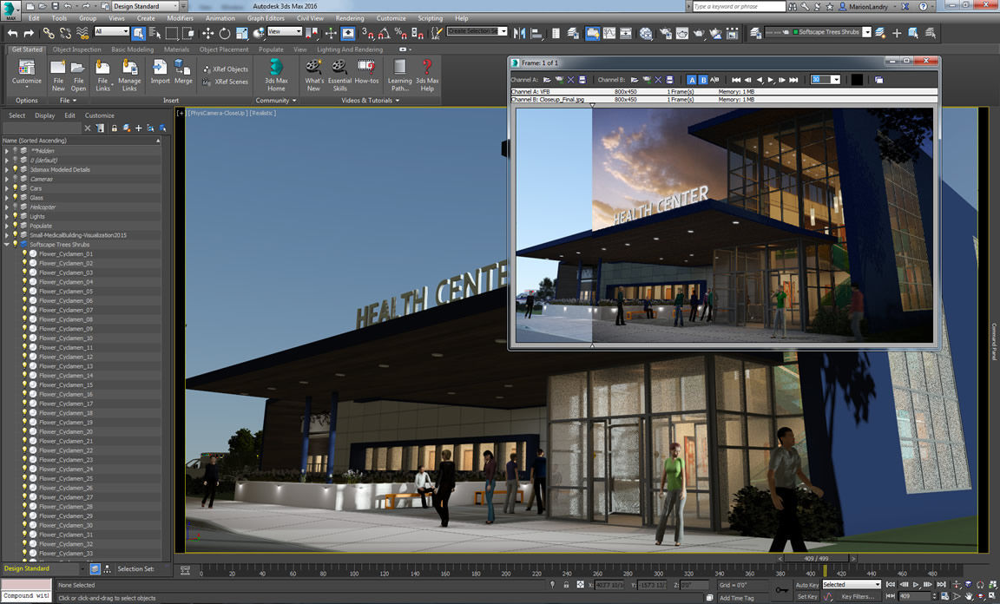 Design Standard
Autodesk 3ds Max 2016
Type a keyword or phrase
MarionLandry
MAX
Edit Tools Group Views Create Modifiers Animation Graph Editors Rendering Civil View Customize Scripting Help
All
View
Create Selection Se
Softscape Trees Shrubs
Get Started Object Inspection Basic Modeling Materials Object Placement Populate View Lighting And Rendering
Customize
File New
File Open
File Links
Manage Links
Import
Merge
XRef Objects
XRef Scenes
3ds Max Home
What's New
Essential Skills
How-tos
Learning Path...
3ds Max Help
Options File Insert Community Videos & Tutorials
Select Display Edit Customize
Name (Sorted Ascending)
**Hidden
0 (default)
3dsmax Modeled Details
Cameras
Cars
Glass
Helicopter
Lights
Populate
Small-MedicalBuilding-Visualization2015
Softscape Trees Shrubs
Flower_Cyclamen_01
Flower_Cyclamen_02
Flower_Cyclamen_03
Flower_Cyclamen_04
Flower_Cyclamen_05
Flower_Cyclamen_06
Flower_Cyclamen_07
Flower_Cyclamen_08
Flower_Cyclamen_09
Flower_Cyclamen_10
Flower_Cyclamen_11
Flower_Cyclamen_12
Flower_Cyclamen_13
Flower_Cyclamen_14
Flower_Cyclamen_15
Flower_Cyclamen_16
Flower_Cyclamen_17
Flower_Cyclamen_18
Flower_Cyclamen_19
Flower_Cyclamen_20
Flower_Cyclamen_21
Flower_Cyclamen_22
Flower_Cyclamen_23
Flower_Cyclamen_24
Flower_Cyclamen_25
Flower_Cyclamen_26
Flower_Cyclamen_27
Flower_Cyclamen_28
Flower_Cyclamen_29
Flower_Cyclamen_30
Flower_Cyclamen_31
Flower_Cyclamen_32
Flower_Cyclamen_33
[+] [PhysCamera-CloseUp] [Realistic]
HEALTH CENTE
Frame: 1 of 1
Channel A: Channel B: A B A|B 30
Channel A: VFB 800x450 1 Frame(s) Memory: 1 MB
Channel B: Closeup_Final.jpg 800x450 1 Frame(s) Memory: 1 MB
HEALTH CENTER
Command Panel
409 / 499
Design Standard
Selection Set:
0 20 40 60 80 100 120 140 160 180 200 220 240 260 280 300 320 340 360 380 400 420 440 460 480
None Selected
X: Y: Z: 0'0"
Grid = 0'0"
Auto Key Selected
Compound wit
Click or click-and-drag to select objects
Add Time Tag
Set Key Key Filters...
409